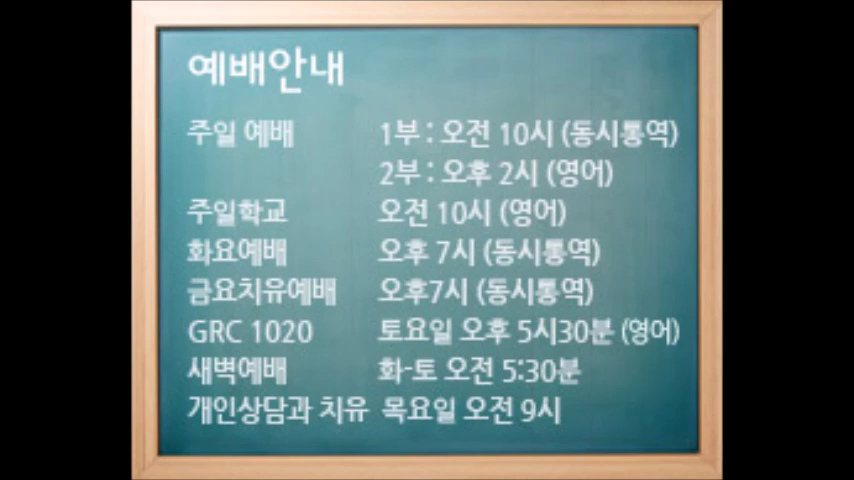 예배안내
주일 예배 1부 : 오전 10시 (동시통역)
2부 : 오후 2시 (영어)
주일학교 오전 10시 (영어)
화요예배 오후 7시 (동시통역)
금요치유예배 오후7시 (동시통역)
GRC 1020 토요일 오후 5시30분 (영어)
새벽예배 화-토 오전 5:30분
개인상담과 치유 목요일 오전 9시